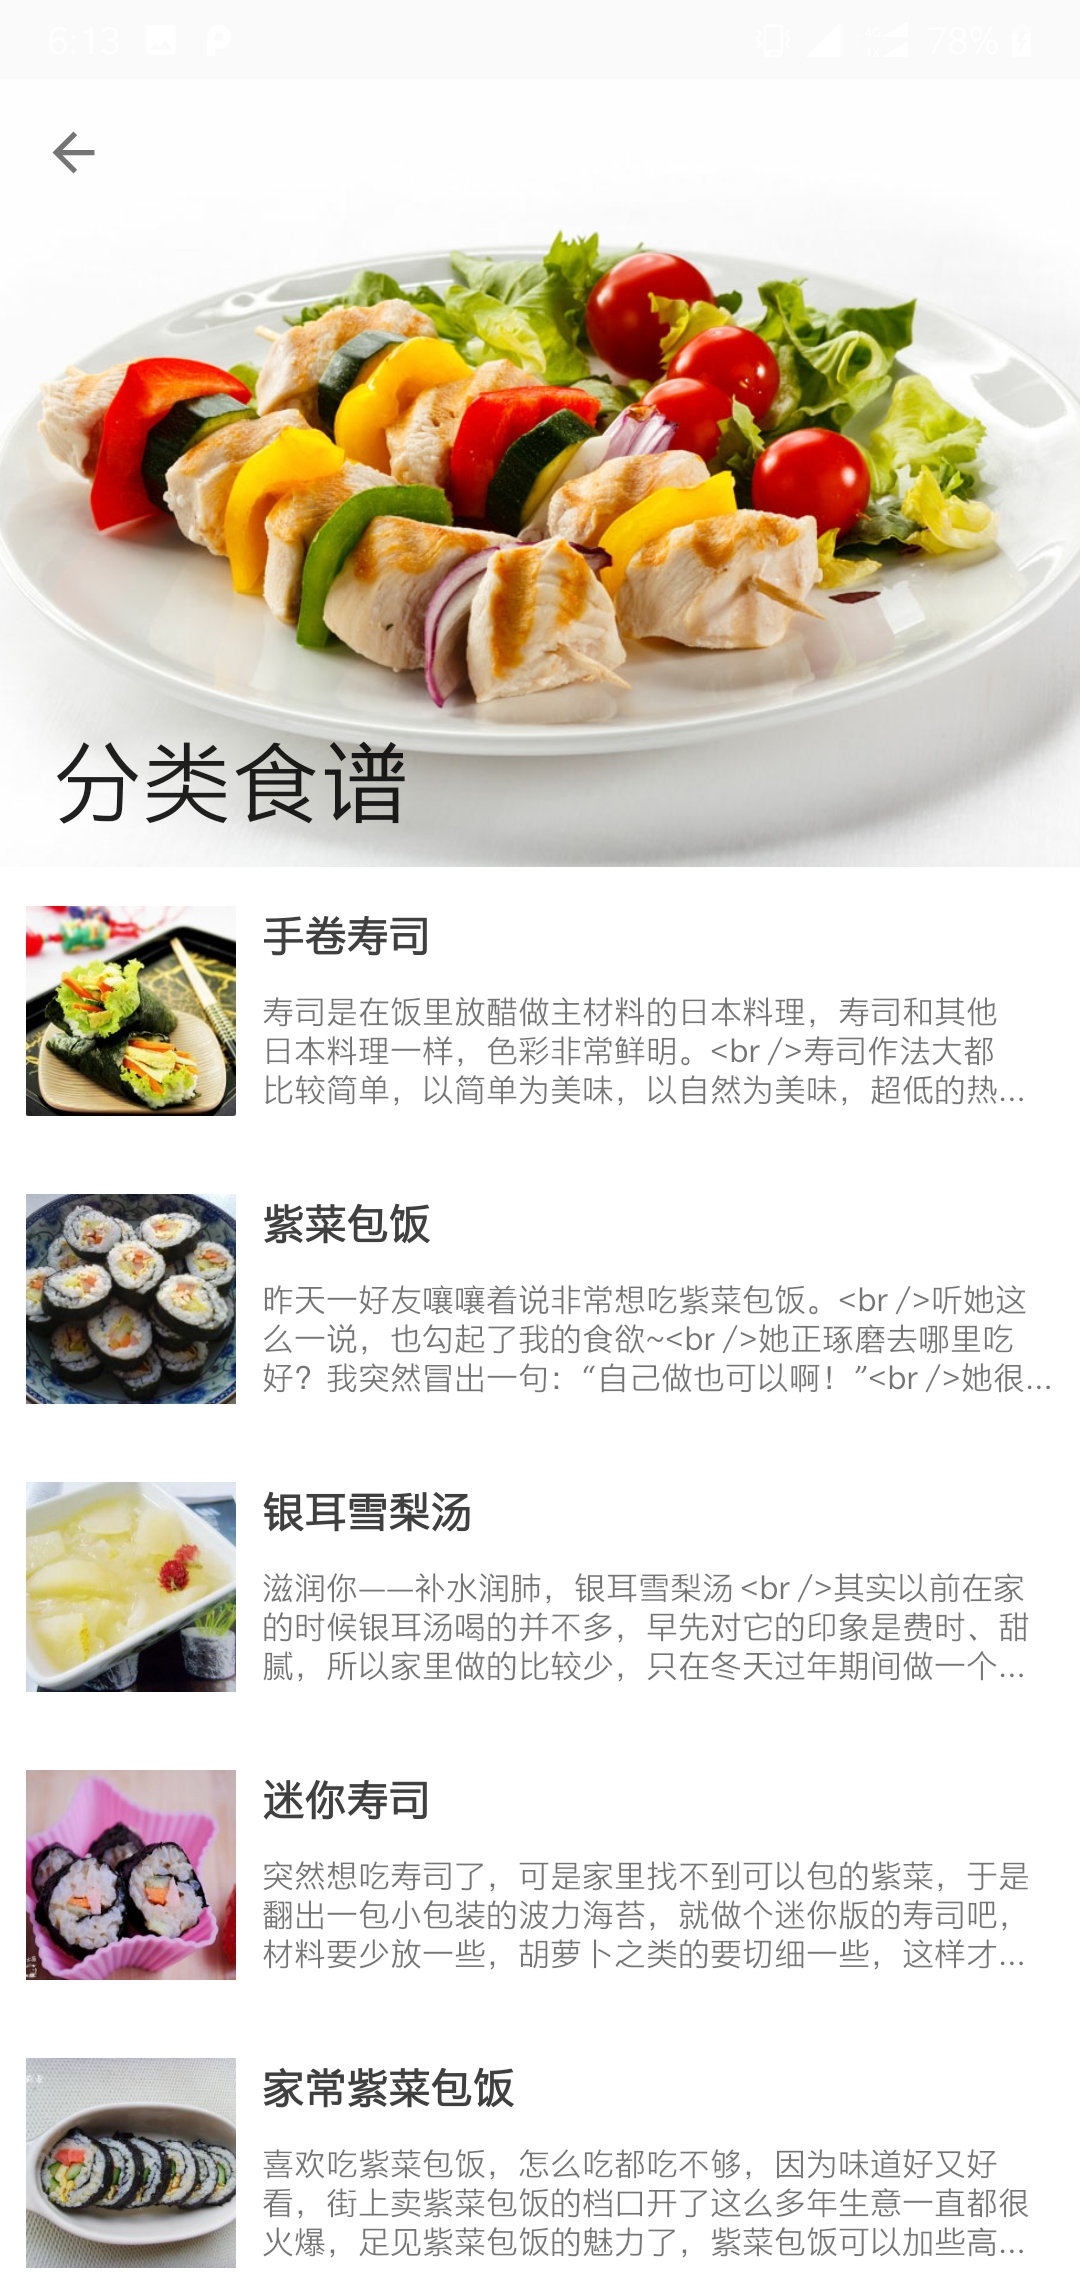 6:13
78%
分类食谱
手卷寿司
寿司是在饭里放醋做主材料的日本料理，寿司和其他
日本料理一样，色彩非常鲜明。<br />寿司作法大都
比较简单，以简单为美味，以自然为美味，超低的热...
紫菜包饭
昨天一好友嚷嚷着说非常想吃紫菜包饭。<br />听她这
么一说，也勾起了我的食欲~<br />她正琢磨去哪里吃
好？我突然冒出一句：“自己做也可以啊！”<br />她很...
银耳雪梨汤
滋润你——补水润肺，银耳雪梨汤 <br />其实以前在家
的时候银耳汤喝的并不多，早先对它的印象是费时、甜
腻，所以家里做的比较少，只在冬天过年期间做一个...
迷你寿司
突然想吃寿司了，可是家里找不到可以包的紫菜，于是
翻出一包小包装的波力海苔，就做个迷你版的寿司吧，
材料要少放一些，胡萝卜之类的要切细一些，这样才...
家常紫菜包饭
喜欢吃紫菜包饭，怎么吃都吃不够，因为味道好又好
看，街上卖紫菜包饭的档口开了这么多年生意一直都很
火爆，足见紫菜包饭的魅力了，紫菜包饭可以加些高...